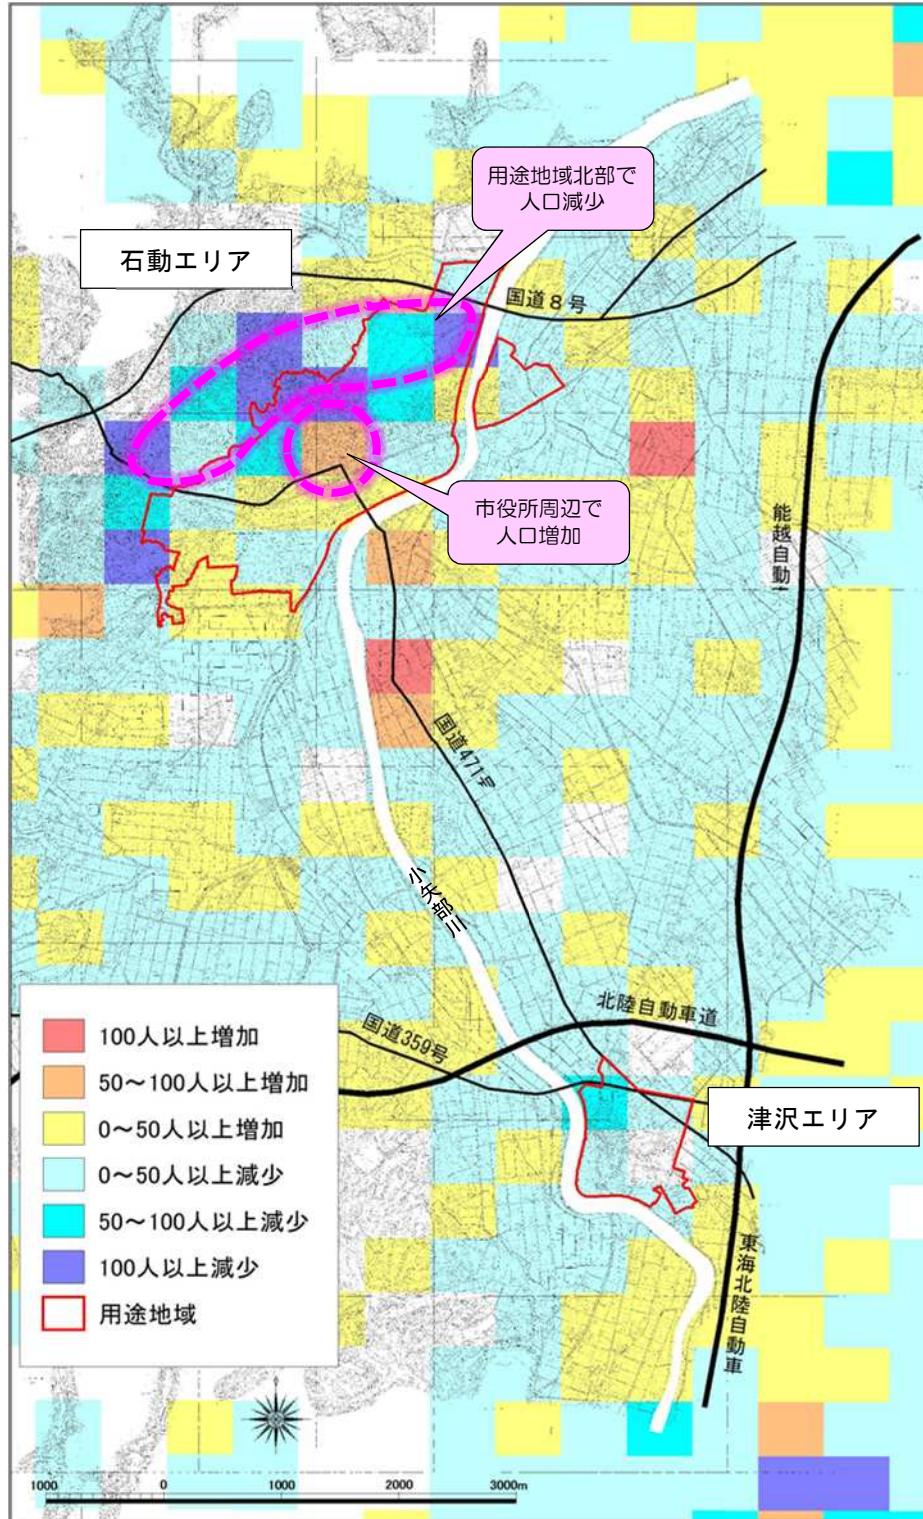 用途地域北部で
人口減少
石動エリア
国道8号
市役所周辺で
人口増加
能越自動
国道471号
小矢部川
北陸自動車道
国道359号
津沢エリア
東海北陸自動車
100人以上増加
50～100人以上増加
0～50人以上増加
0～50人以上減少
50～100人以上減少
100人以上減少
用途地域
1000 0 1000 2000 3000m